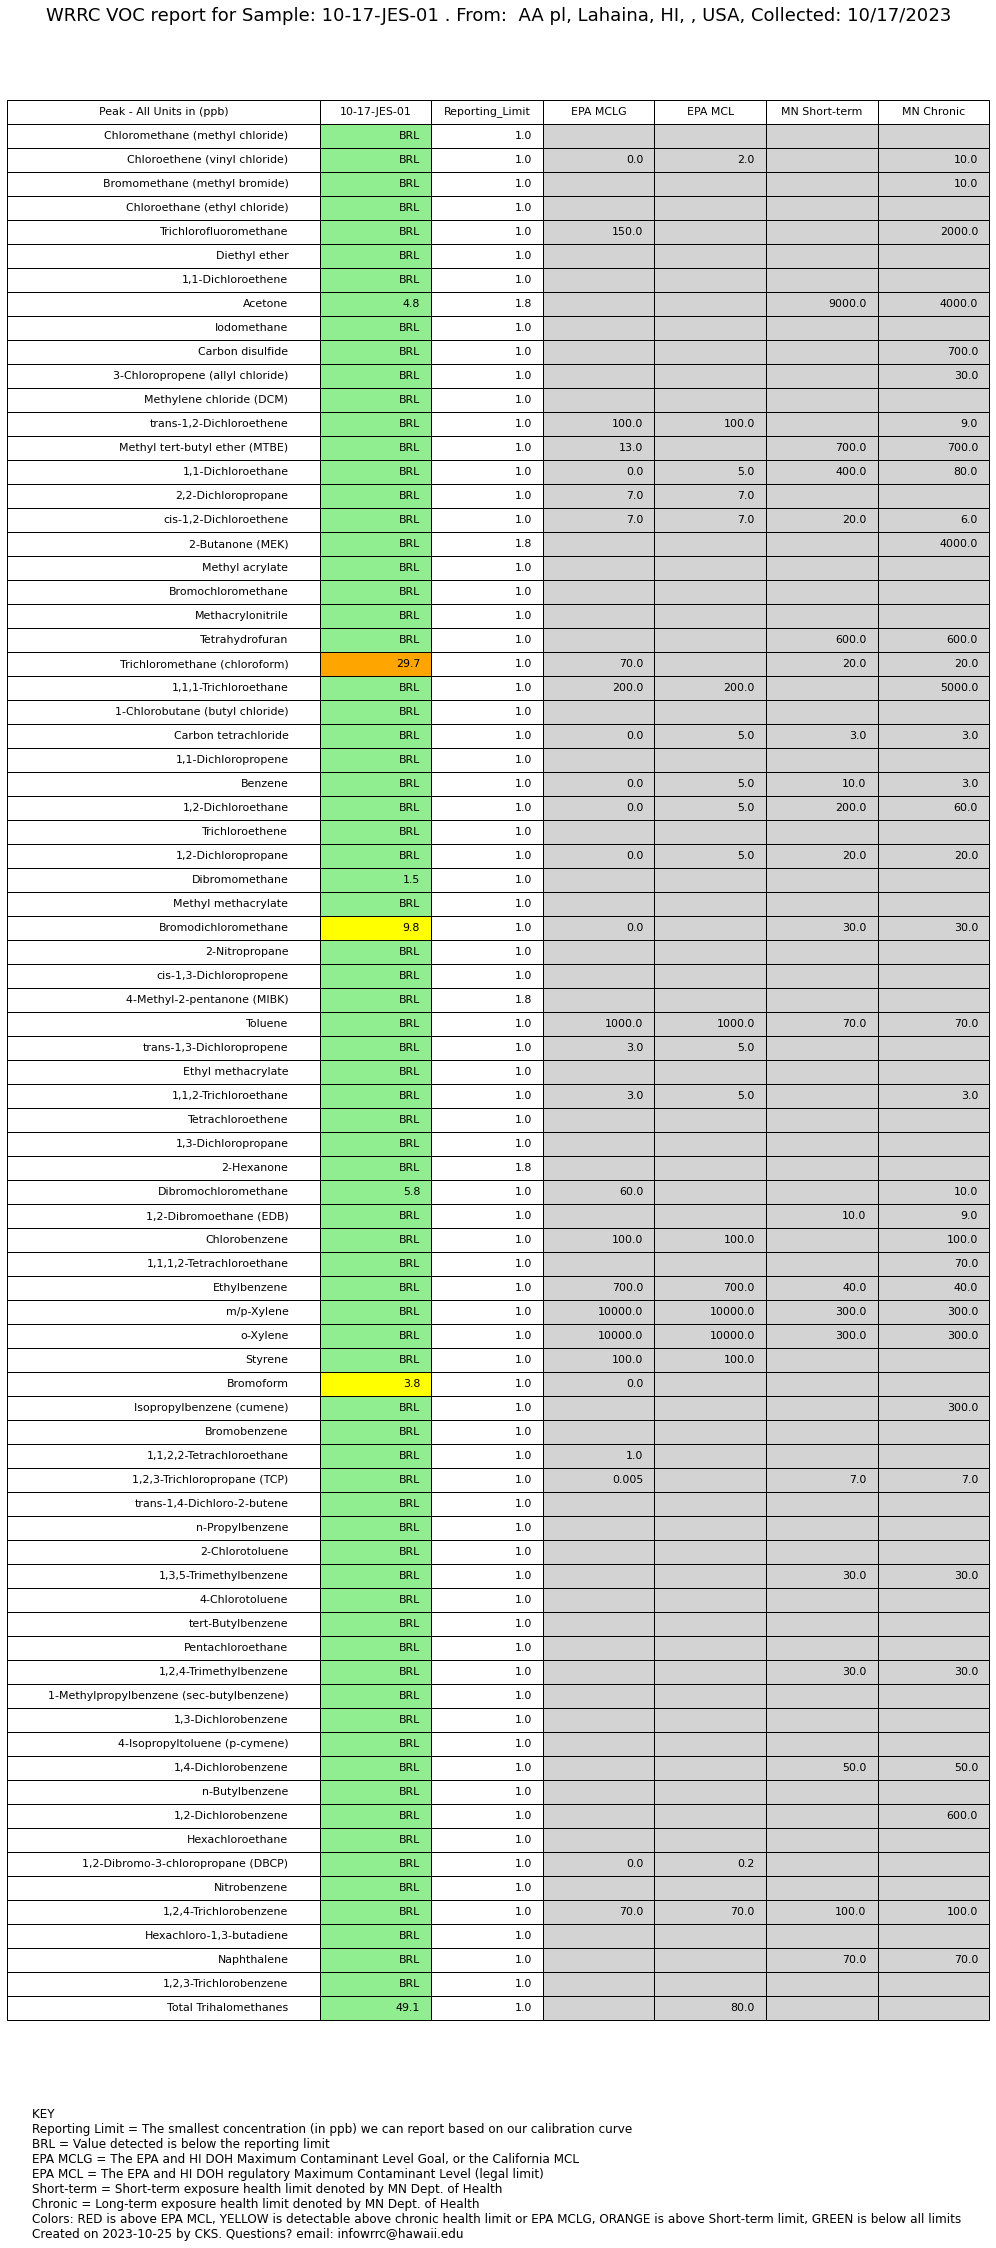 WRRC VOC report for Sample: 10-17-JES-01 . From:  AA pl, Lahaina, HI, , USA, Collected: 10/17/2023
Peak - All Units in (ppb) 10-17-JES-01 Reporting_Limit EPA MCLG EPA MCL MN Short-term MN Chronic
Chloromethane (methyl chloride) BRL 1.0
Chloroethene (vinyl chloride) BRL 1.0 0.0 2.0 10.0
Bromomethane (methyl bromide) BRL 1.0 10.0
Chloroethane (ethyl chloride) BRL 1.0
Trichlorofluoromethane BRL 1.0 150.0 2000.0
Diethyl ether BRL 1.0
1,1-Dichloroethene BRL 1.0
Acetone 4.8 1.8 9000.0 4000.0
Iodomethane BRL 1.0
Carbon disulfide BRL 1.0 700.0
3-Chloropropene (allyl chloride) BRL 1.0 30.0
Methylene chloride (DCM) BRL 1.0
trans-1,2-Dichloroethene BRL 1.0 100.0 100.0 9.0
Methyl tert-butyl ether (MTBE) BRL 1.0 13.0 700.0 700.0
1,1-Dichloroethane BRL 1.0 0.0 5.0 400.0 80.0
2,2-Dichloropropane BRL 1.0 7.0 7.0
cis-1,2-Dichloroethene BRL 1.0 7.0 7.0 20.0 6.0
2-Butanone (MEK) BRL 1.8 4000.0
Methyl acrylate BRL 1.0
Bromochloromethane BRL 1.0
Methacrylonitrile BRL 1.0
Tetrahydrofuran BRL 1.0 600.0 600.0
Trichloromethane (chloroform) 29.7 1.0 70.0 20.0 20.0
1,1,1-Trichloroethane BRL 1.0 200.0 200.0 5000.0
1-Chlorobutane (butyl chloride) BRL 1.0
Carbon tetrachloride BRL 1.0 0.0 5.0 3.0 3.0
1,1-Dichloropropene BRL 1.0
Benzene BRL 1.0 0.0 5.0 10.0 3.0
1,2-Dichloroethane BRL 1.0 0.0 5.0 200.0 60.0
Trichloroethene BRL 1.0
1,2-Dichloropropane BRL 1.0 0.0 5.0 20.0 20.0
Dibromomethane 1.5 1.0
Methyl methacrylate BRL 1.0
Bromodichloromethane 9.8 1.0 0.0 30.0 30.0
2-Nitropropane BRL 1.0
cis-1,3-Dichloropropene BRL 1.0
4-Methyl-2-pentanone (MIBK) BRL 1.8
Toluene BRL 1.0 1000.0 1000.0 70.0 70.0
trans-1,3-Dichloropropene BRL 1.0 3.0 5.0
Ethyl methacrylate BRL 1.0
1,1,2-Trichloroethane BRL 1.0 3.0 5.0 3.0
Tetrachloroethene BRL 1.0
1,3-Dichloropropane BRL 1.0
2-Hexanone BRL 1.8
Dibromochloromethane 5.8 1.0 60.0 10.0
1,2-Dibromoethane (EDB) BRL 1.0 10.0 9.0
Chlorobenzene BRL 1.0 100.0 100.0 100.0
1,1,1,2-Tetrachloroethane BRL 1.0 70.0
Ethylbenzene BRL 1.0 700.0 700.0 40.0 40.0
m/p-Xylene BRL 1.0 10000.0 10000.0 300.0 300.0
o-Xylene BRL 1.0 10000.0 10000.0 300.0 300.0
Styrene BRL 1.0 100.0 100.0
Bromoform 3.8 1.0 0.0
Isopropylbenzene (cumene) BRL 1.0 300.0
Bromobenzene BRL 1.0
1,1,2,2-Tetrachloroethane BRL 1.0 1.0
1,2,3-Trichloropropane (TCP) BRL 1.0 0.005 7.0 7.0
trans-1,4-Dichloro-2-butene BRL 1.0
n-Propylbenzene BRL 1.0
2-Chlorotoluene BRL 1.0
1,3,5-Trimethylbenzene BRL 1.0 30.0 30.0
4-Chlorotoluene BRL 1.0
tert-Butylbenzene BRL 1.0
Pentachloroethane BRL 1.0
1,2,4-Trimethylbenzene BRL 1.0 30.0 30.0
1-Methylpropylbenzene (sec-butylbenzene) BRL 1.0
1,3-Dichlorobenzene BRL 1.0
4-Isopropyltoluene (p-cymene) BRL 1.0
1,4-Dichlorobenzene BRL 1.0 50.0 50.0
n-Butylbenzene BRL 1.0
1,2-Dichlorobenzene BRL 1.0 600.0
Hexachloroethane BRL 1.0
1,2-Dibromo-3-chloropropane (DBCP) BRL 1.0 0.0 0.2
Nitrobenzene BRL 1.0
1,2,4-Trichlorobenzene BRL 1.0 70.0 70.0 100.0 100.0
Hexachloro-1,3-butadiene BRL 1.0
Naphthalene BRL 1.0 70.0 70.0
1,2,3-Trichlorobenzene BRL 1.0
Total Trihalomethanes 49.1 1.0 80.0
KEY
Reporting Limit = The smallest concentration (in ppb) we can report based on our calibration curve
BRL = Value detected is below the reporting limit
EPA MCLG = The EPA and HI DOH Maximum Contaminant Level Goal, or the California MCL
EPA MCL = The EPA and HI DOH regulatory Maximum Contaminant Level (legal limit)
Short-term = Short-term exposure health limit denoted by MN Dept. of Health
Chronic = Long-term exposure health limit denoted by MN Dept. of Health
Colors: RED is above EPA MCL, YELLOW is detectable above chronic health limit or EPA MCLG, ORANGE is above Short-term limit, GREEN is below all limits
Created on 2023-10-25 by CKS. Questions? email: infowrrc@hawaii.edu